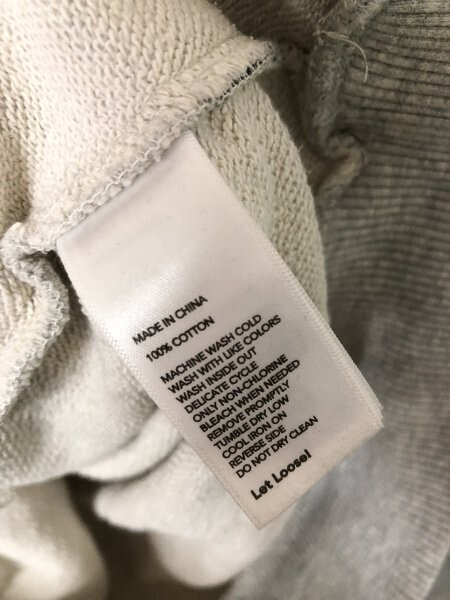 MADE IN CHINA
100% COTTON
MACHINE WASH COLD
WASH WITH LIKE COLORS
WASH INSIDE OUT
DELICATE CYCLE
ONLY NON-CHLORINE
BLEACH WHEN NEEDED
REMOVE PROMPTLY
TUMBLE DRY LOW
COOL IRON ON
REVERSE SIDE
DO NOT DRY CLEAN
Let Loose!